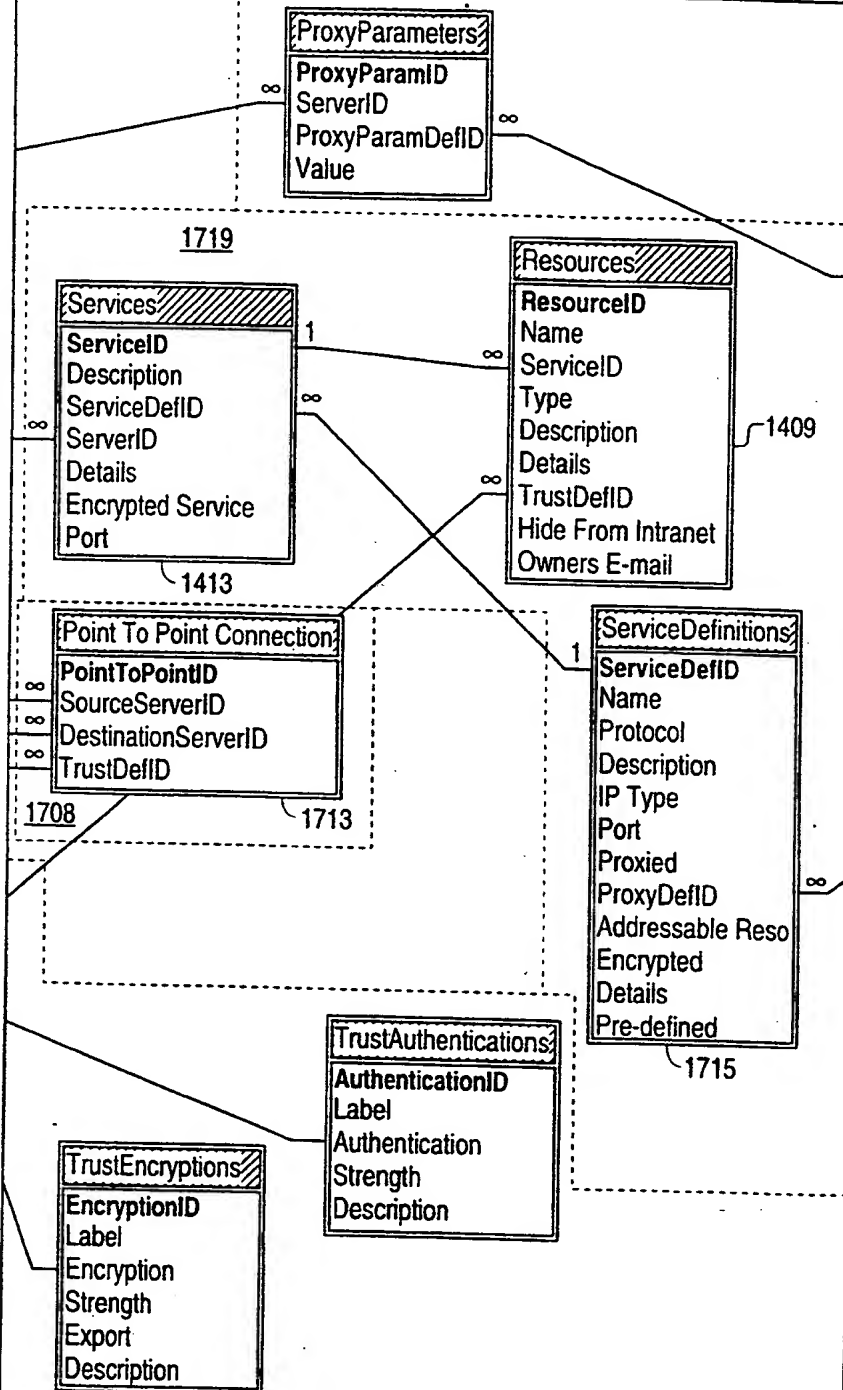 ProxyParameters
ProxyParamID
∞ ServerID
ProxyParamDefID ∞
Value
1719
Services
ServiceID 1
Description
ServiceDefID ∞
∞ ServerID
Details
Encrypted Service
Port
1413
Resources
ResourceID
Name
∞ ServiceID
Type
Description
Details
∞ TrustDefID
Hide From Intranet
Owners E-mail
1409
Point To Point Connection
PointToPointID
∞ SourceServerID
∞ DestinationServerID
∞ TrustDefID
1708
1713
ServiceDefinitions
1 ServiceDefID
Name
Protocol
Description
IP Type
Port
Proxied
ProxyDefID ∞
Addressable Reso
Encrypted
Details
Pre-defined
1715
TrustAuthentications
AuthenticationID
Label
Authentication
Strength
Description
TrustEncryptions
EncryptionID
Label
Encryption
Strength
Export
Description